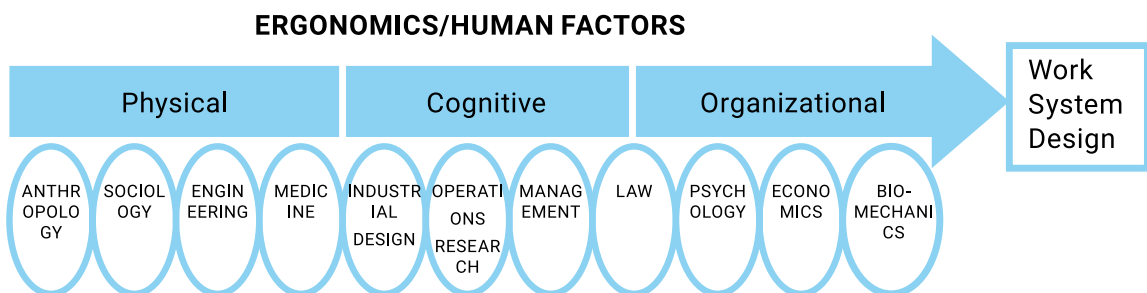 ERGONOMICS/HUMAN FACTORS
Physical
Cognitive
Organizational
Work
System
Design
ANTHR
OPOLO
GY
SOCIOL
OGY
ENGIN
EERING
MEDIC
INE
INDUSTR
IAL
DESIGN
OPERATI
ONS
RESEAR
CH
MANAG
EMENT
LAW
PSYCH
OLOGY
ECONO
MICS
BIO-
MECHANI
CS